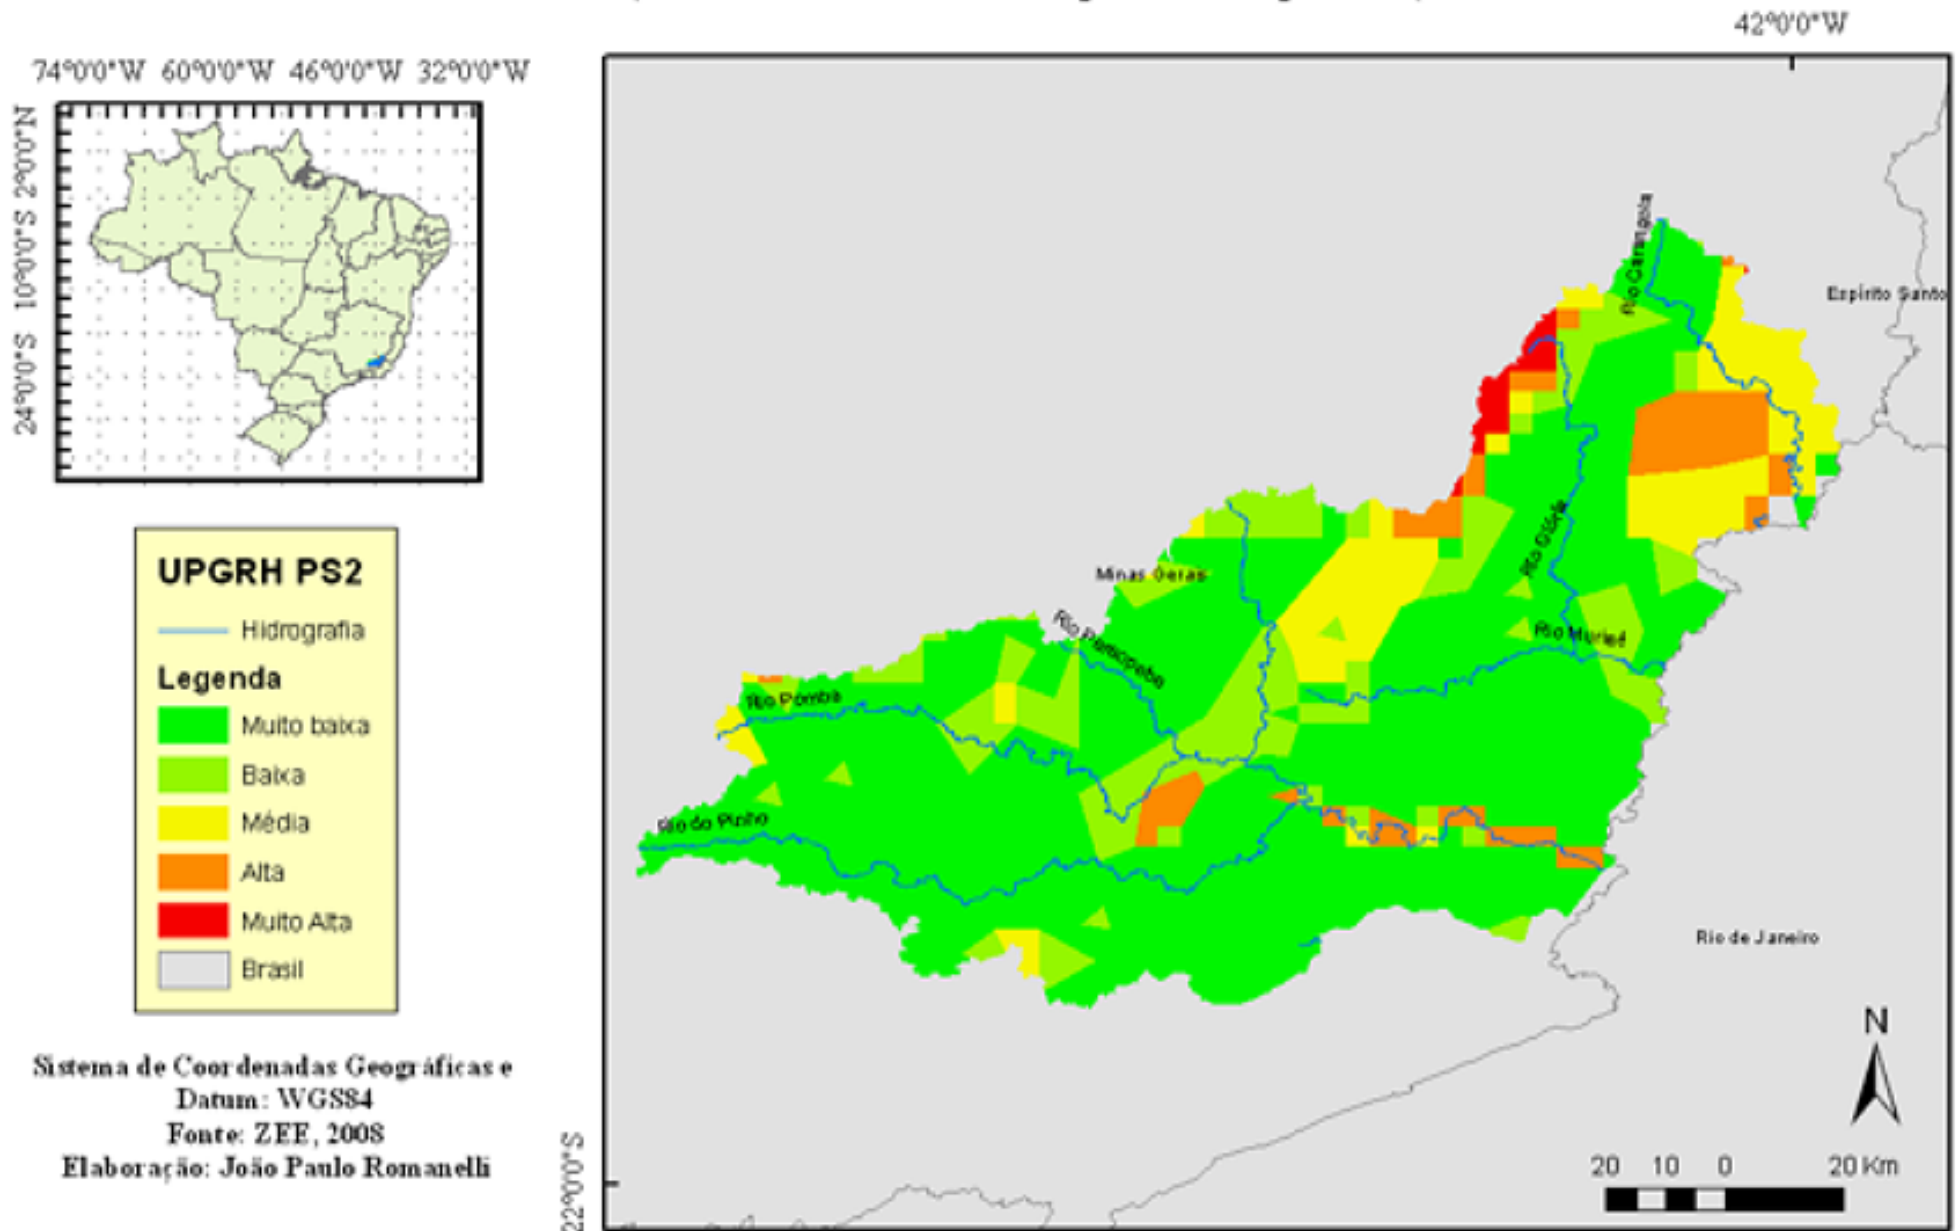 42°0'0"W
74°0'0"W 60°0'0"W 46°0'0"W 32°0'0"W
2°0'0"N
10°0'0"S
24°0'0"S
Espírito Santo
Rio Carangola
Rio Glória
Minas Gerais
Rio Muriaé
Rio Pomba
Rio do Pinho
Rio de Janeiro
UPGRH PS2
Hidrografia
Legenda
Muito baixa
Baixa
Média
Alta
Muito Alta
Brasil
Sistema de Coordenadas Geográficas e
Datum: WGS84
Fonte: ZEE, 2008
Elaboração: João Paulo Romanelli
22°0'0"S
N
20 10 0 20 Km